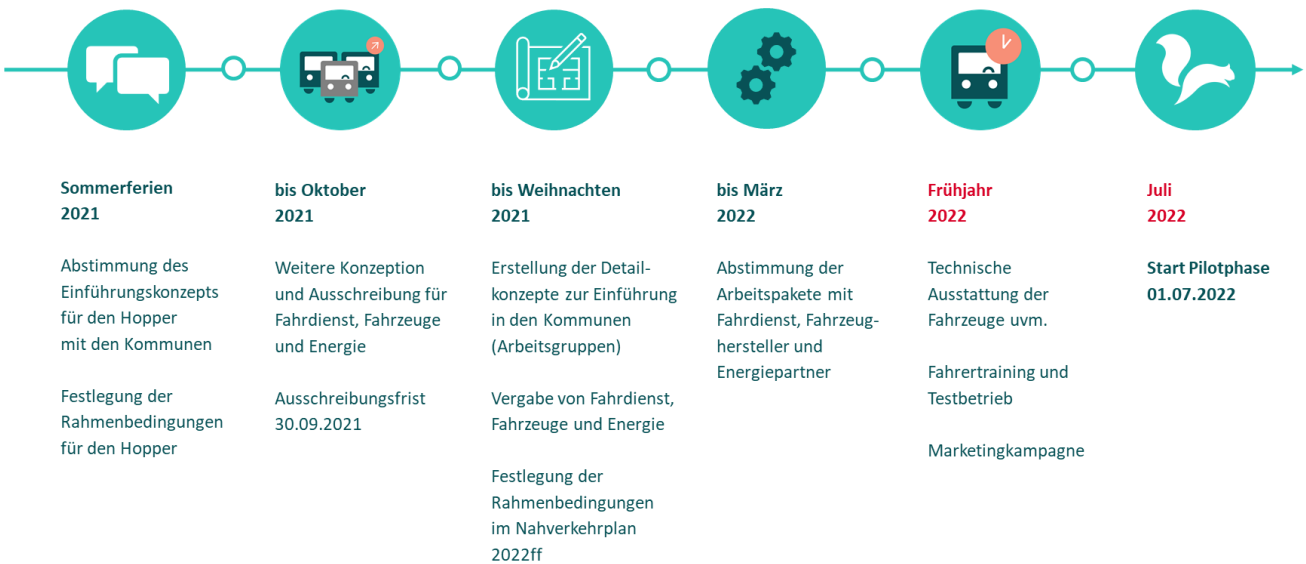 Sommerferien
2021
Abstimmung des
Einführungskonzepts
für den Hopper
mit den Kommunen
Festlegung der
Rahmenbedingungen
für den Hopper
bis Oktober
2021
Weitere Konzeption
und Ausschreibung für
Fahrdienst, Fahrzeuge
und Energie
Ausschreibungsfrist
30.09.2021
bis Weihnachten
2021
Erstellung der Detail-
konzepte zur Einführung
in den Kommunen
(Arbeitsgruppen)
Vergabe von Fahrdienst,
Fahrzeuge und Energie
Festlegung der
Rahmenbedingungen
im Nahverkehrplan
2022ff
bis März
2022
Abstimmung der
Arbeitspakete mit
Fahrdienst, Fahrzeug-
hersteller und
Energiepartner
Frühjahr
2022
Technische
Ausstattung der
Fahrzeuge uvm.
Fahrertraining und
Testbetrieb
Marketingkampagne
Juli
2022
Start Pilotphase
01.07.2022